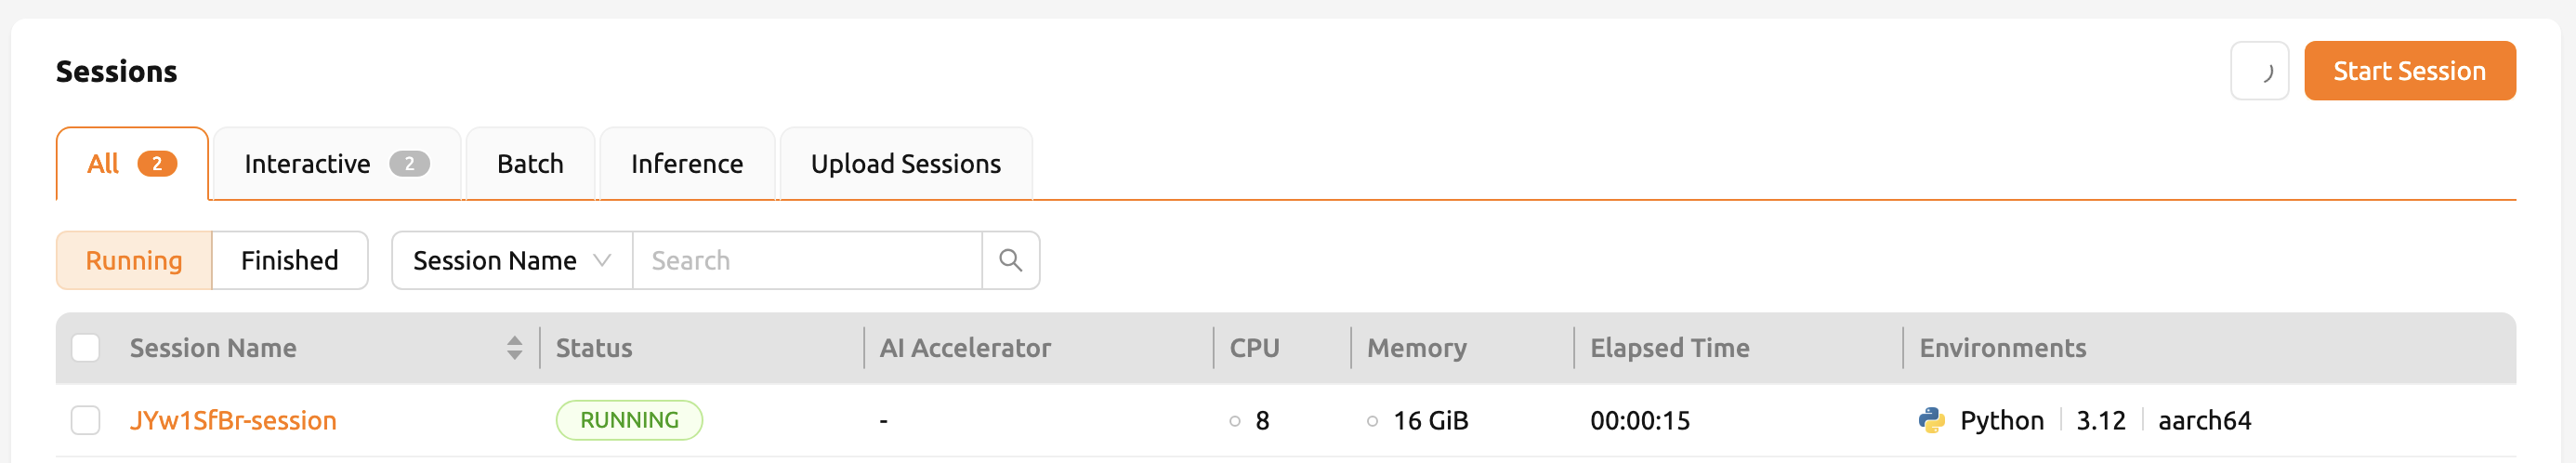 Sessions
Start Session
All 2 Interactive 2 Batch Inference Upload Sessions
Running Finished Session Name Search
Session Name Status AI Accelerator CPU Memory Elapsed Time Environments
JYw1SfBr-session RUNNING - 8 16 GiB 00:00:15 Python 3.12 aarch64